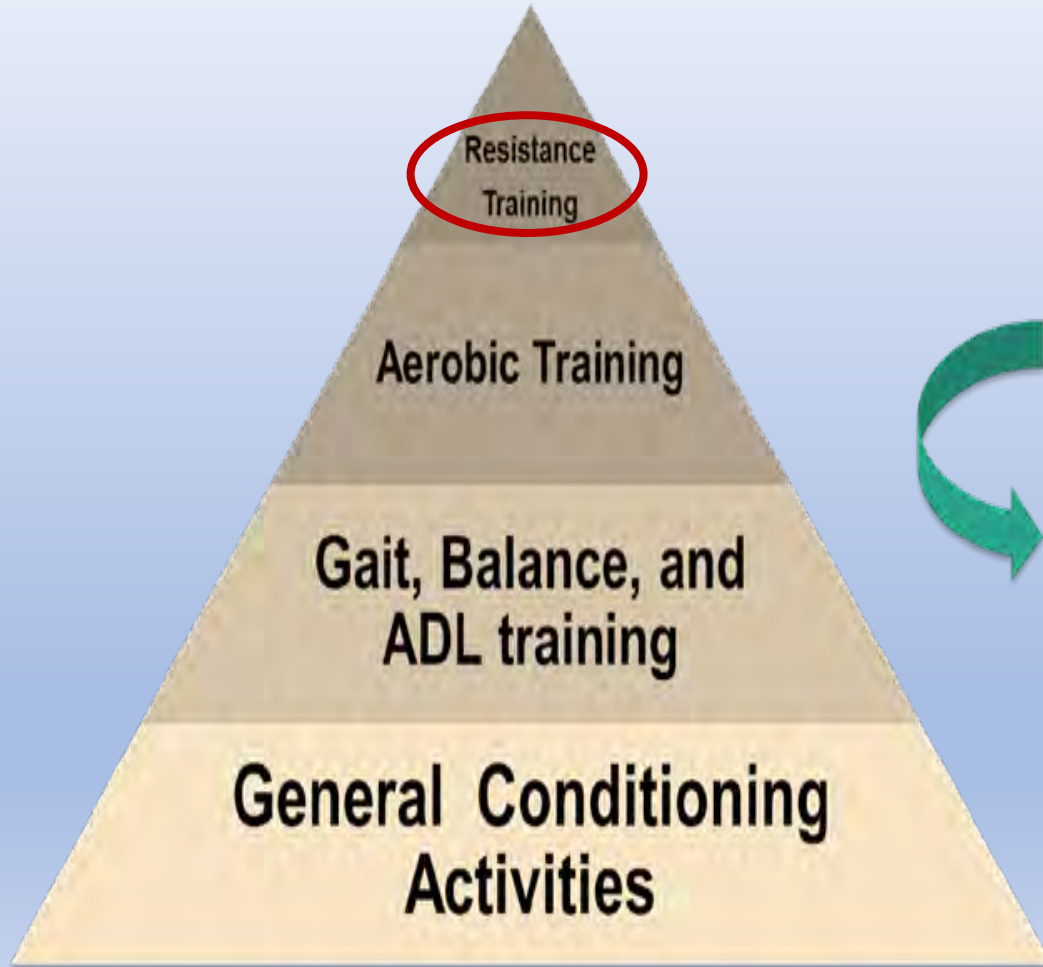 Resistance
Training
Aerobic Training
Gait, Balance, and
ADL training
General Conditioning
Activities